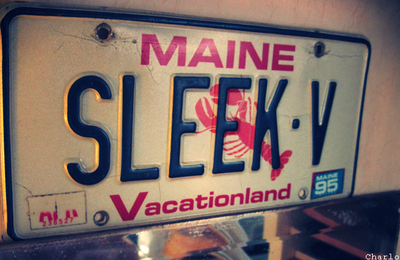 MAINE
SLEEK·V
Vacationland
MAINE
95
Charlo